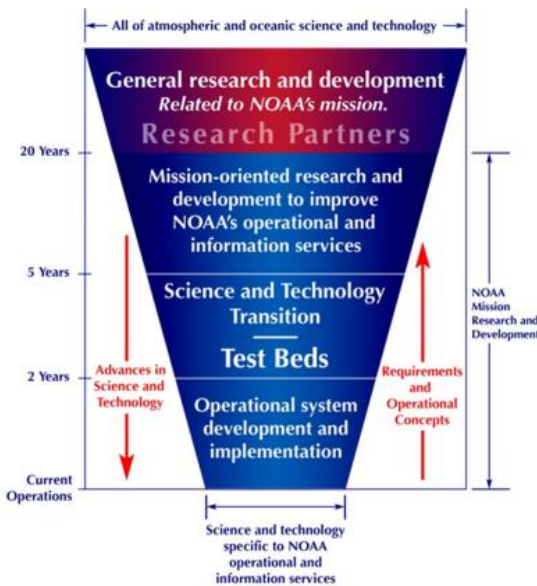 All of atmospheric and oceanic science and technology
General research and development
Related to NOAA's mission.
Research Partners
20 Years
Mission-oriented research and
development to improve
NOAA's operational and
information services
5 Years
Science and Technology
Transition
Test Beds
2 Years
Operational system
development and
implementation
Current
Operations
Advances in
Science and
Technology
Requirements
and
Operational
Concepts
NOAA
Mission
Research and
Development
Science and technology
specific to NOAA
operational and
information services